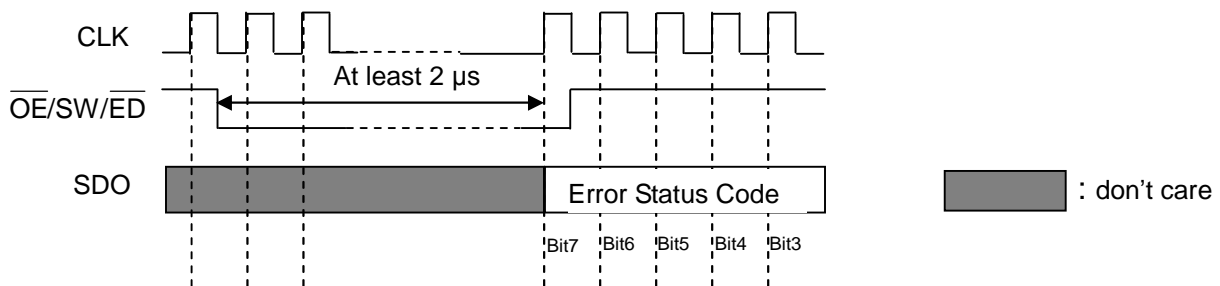 CLK
At least 2 µs
OE/SW/ED
SDO
Error Status Code
: don't care
Bit7 Bit6 Bit5 Bit4 Bit3